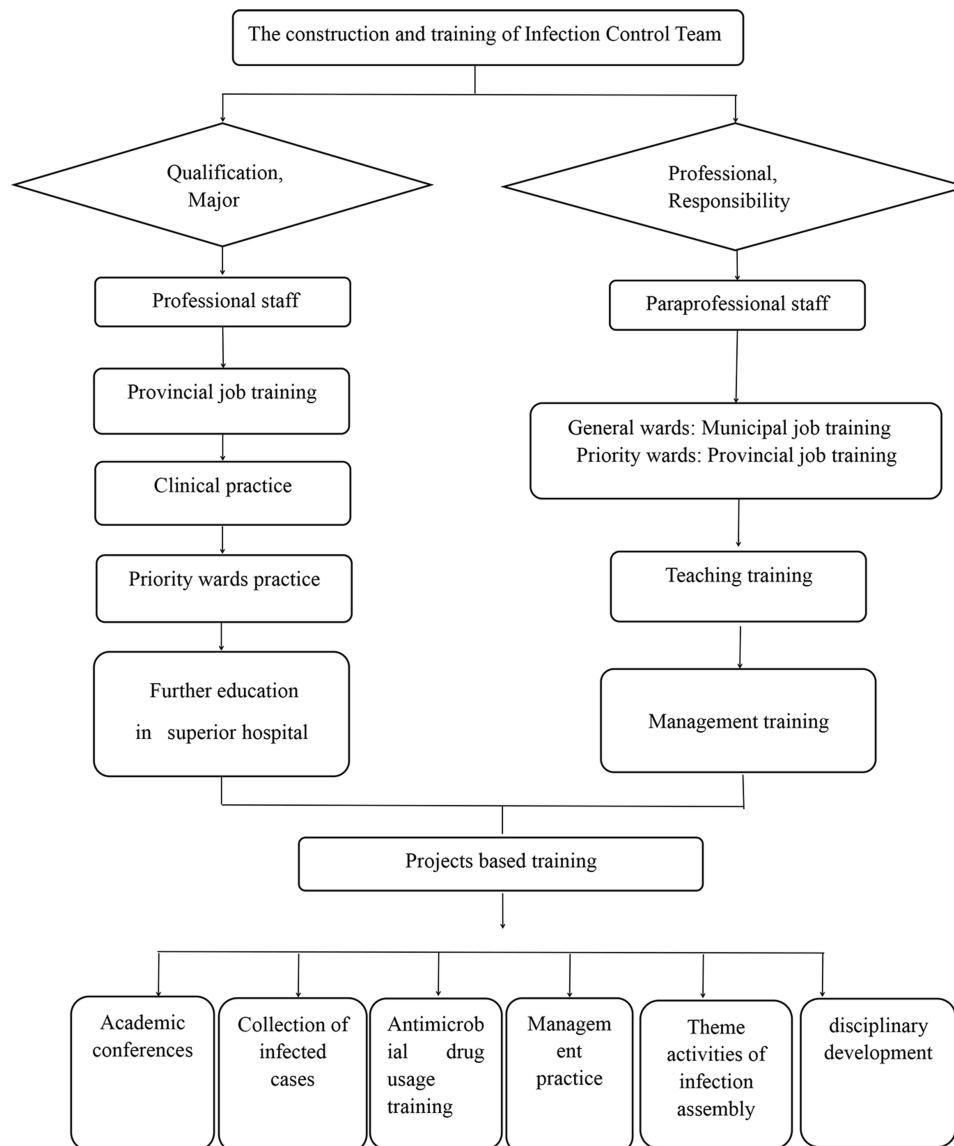 The construction and training of Infection Control Team
Qualification,
Major
Professional,
Responsibility
Professional staff
Paraprofessional staff
Provincial job training
General wards: Municipal job training
Priority wards: Provincial job training
Clinical practice
Priority wards practice
Teaching training
Further education
in superior hospital
Management training
Projects based training
Academic
conferences
Collection of
infected
cases
Antimicrob
ial drug
usage
training
Managem
ent
practice
Theme
activities of
infection
assembly
disciplinary
development